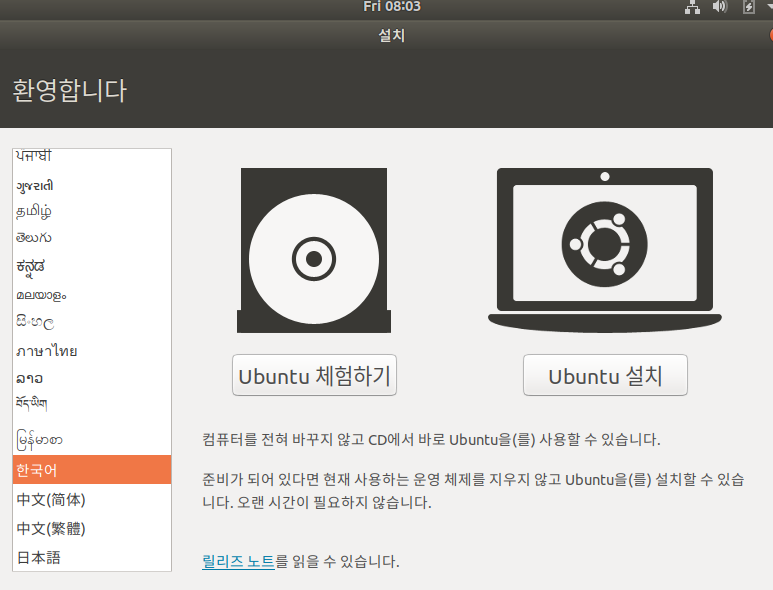 Fri 08:03
설치
환영합니다
ਪੰਜਾਬੀ
ગુજરાતી
தமிழ்
తెలుగు
ಕನ್ನಡ
മലയാളം
සිංහල
ภาษาไทย
ລາວ
བོད་ཡིག
မြန်မာစာ
한국어
中文(简体)
中文(繁體)
日本語
Ubuntu 체험하기
Ubuntu 설치
컴퓨터를 전혀 바꾸지 않고 CD에서 바로 Ubuntu을(를) 사용할 수 있습니다.
준비가 되어 있다면 현재 사용하는 운영 체제를 지우지 않고 Ubuntu을(를) 설치할 수 있습
니다. 오랜 시간이 필요하지 않습니다.
릴리즈 노트를 읽을 수 있습니다.